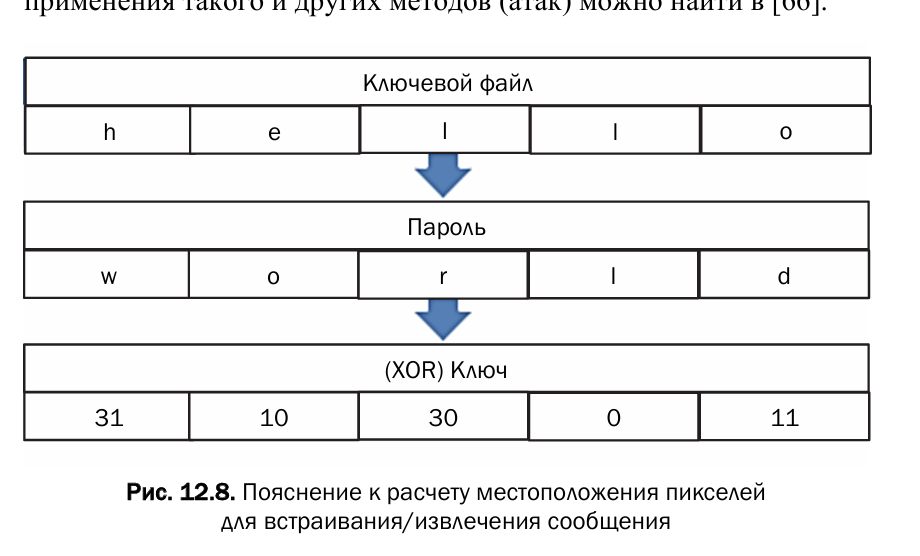 применения такого и других методов (атак) можно найти в [66].
Ключевой файл
h e l l o
Пароль
w o r l d
(XOR) Ключ
31 10 30 0 11
Рис. 12.8. Пояснение к расчету местоположения пикселей
для встраивания/извлечения сообщения